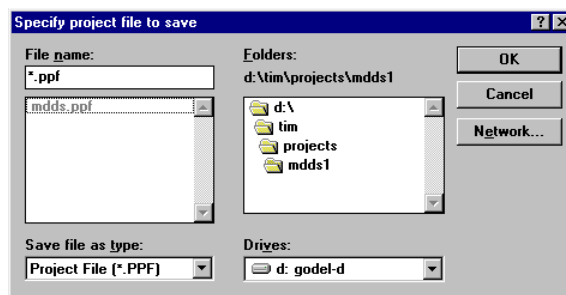 Specify project file to save
File name:
*.ppf
mdds.ppf
Save file as type:
Project File (*.PPF)
Folders:
d:\tim\projects\mdds1
d:\
tim
projects
mdds1
Drives:
d: godel-d
OK
Cancel
Network...